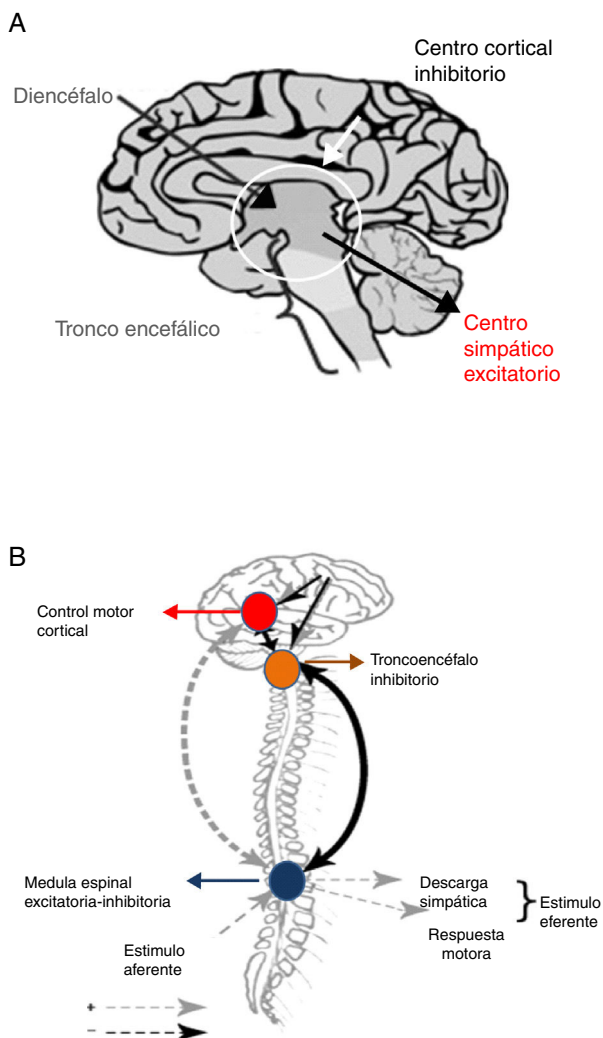 A
Centro cortical
inhibitorio
Diencéfalo
Tronco encefálico
Centro
simpático
excitatorio
B
Control motor
cortical
Troncoencéfalo
inhibitorio
Medula espinal
excitatoria-inhibitoria
Descarga
simpática
Estimulo
eferente
Respuesta
motora
Estimulo
aferente
+
−